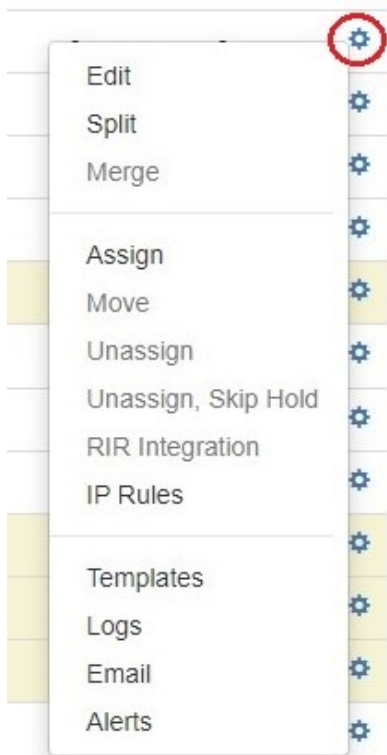 Edit
Split
Merge
Assign
Move
Unassign
Unassign, Skip Hold
RIR Integration
IP Rules
Templates
Logs
Email
Alerts